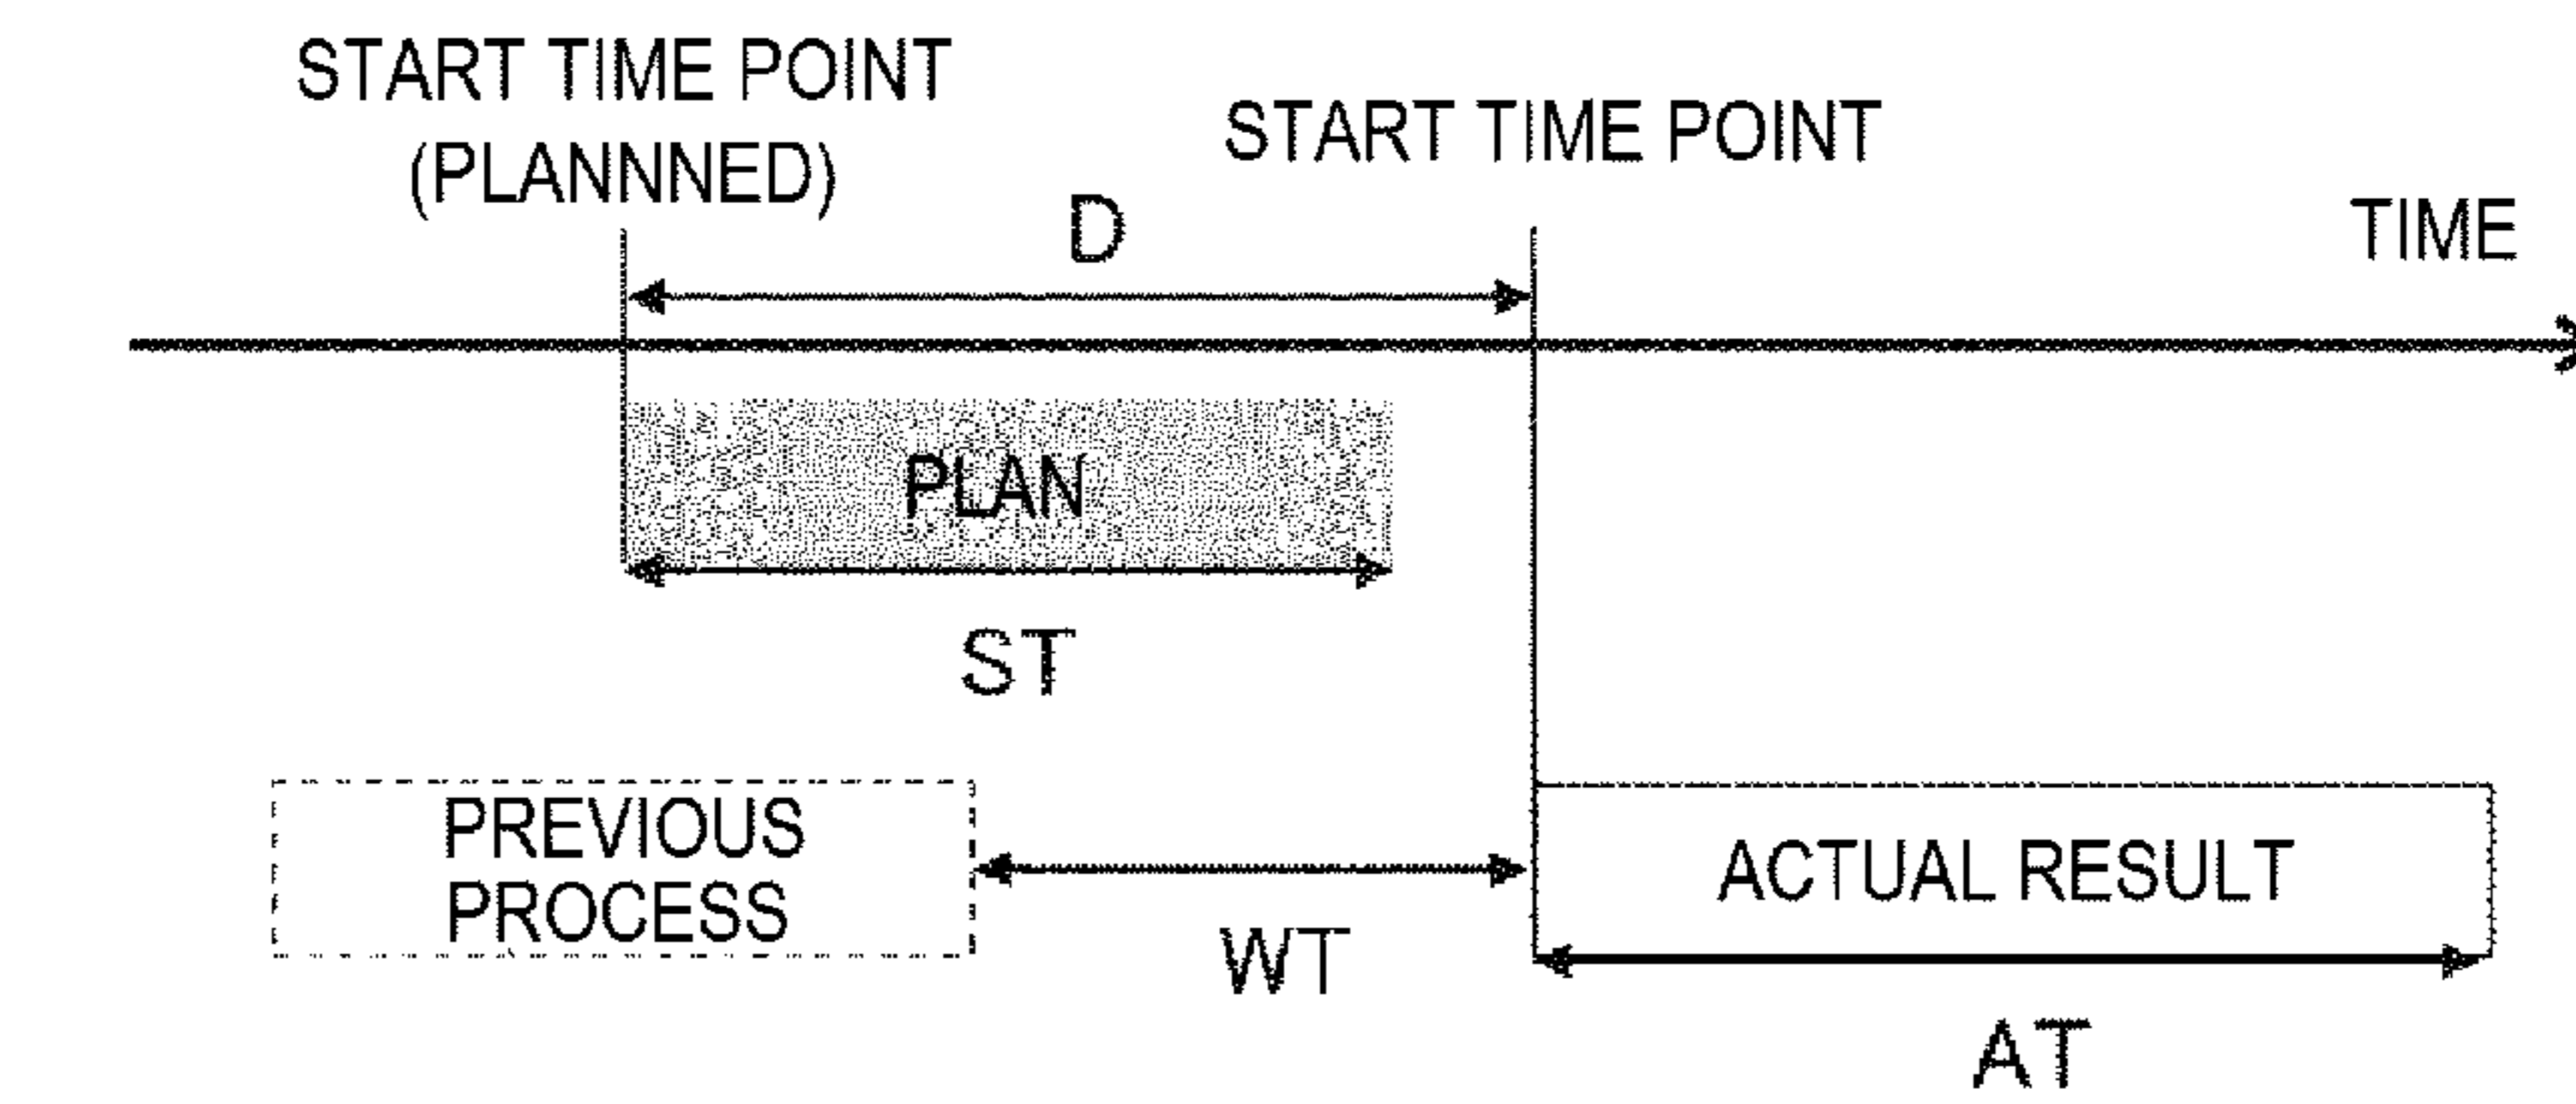 START TIME POINT
(PLANNNED)
START TIME POINT
D
TIME
PLAN
ST
PREVIOUS
PROCESS
WT
ACTUAL RESULT
AT